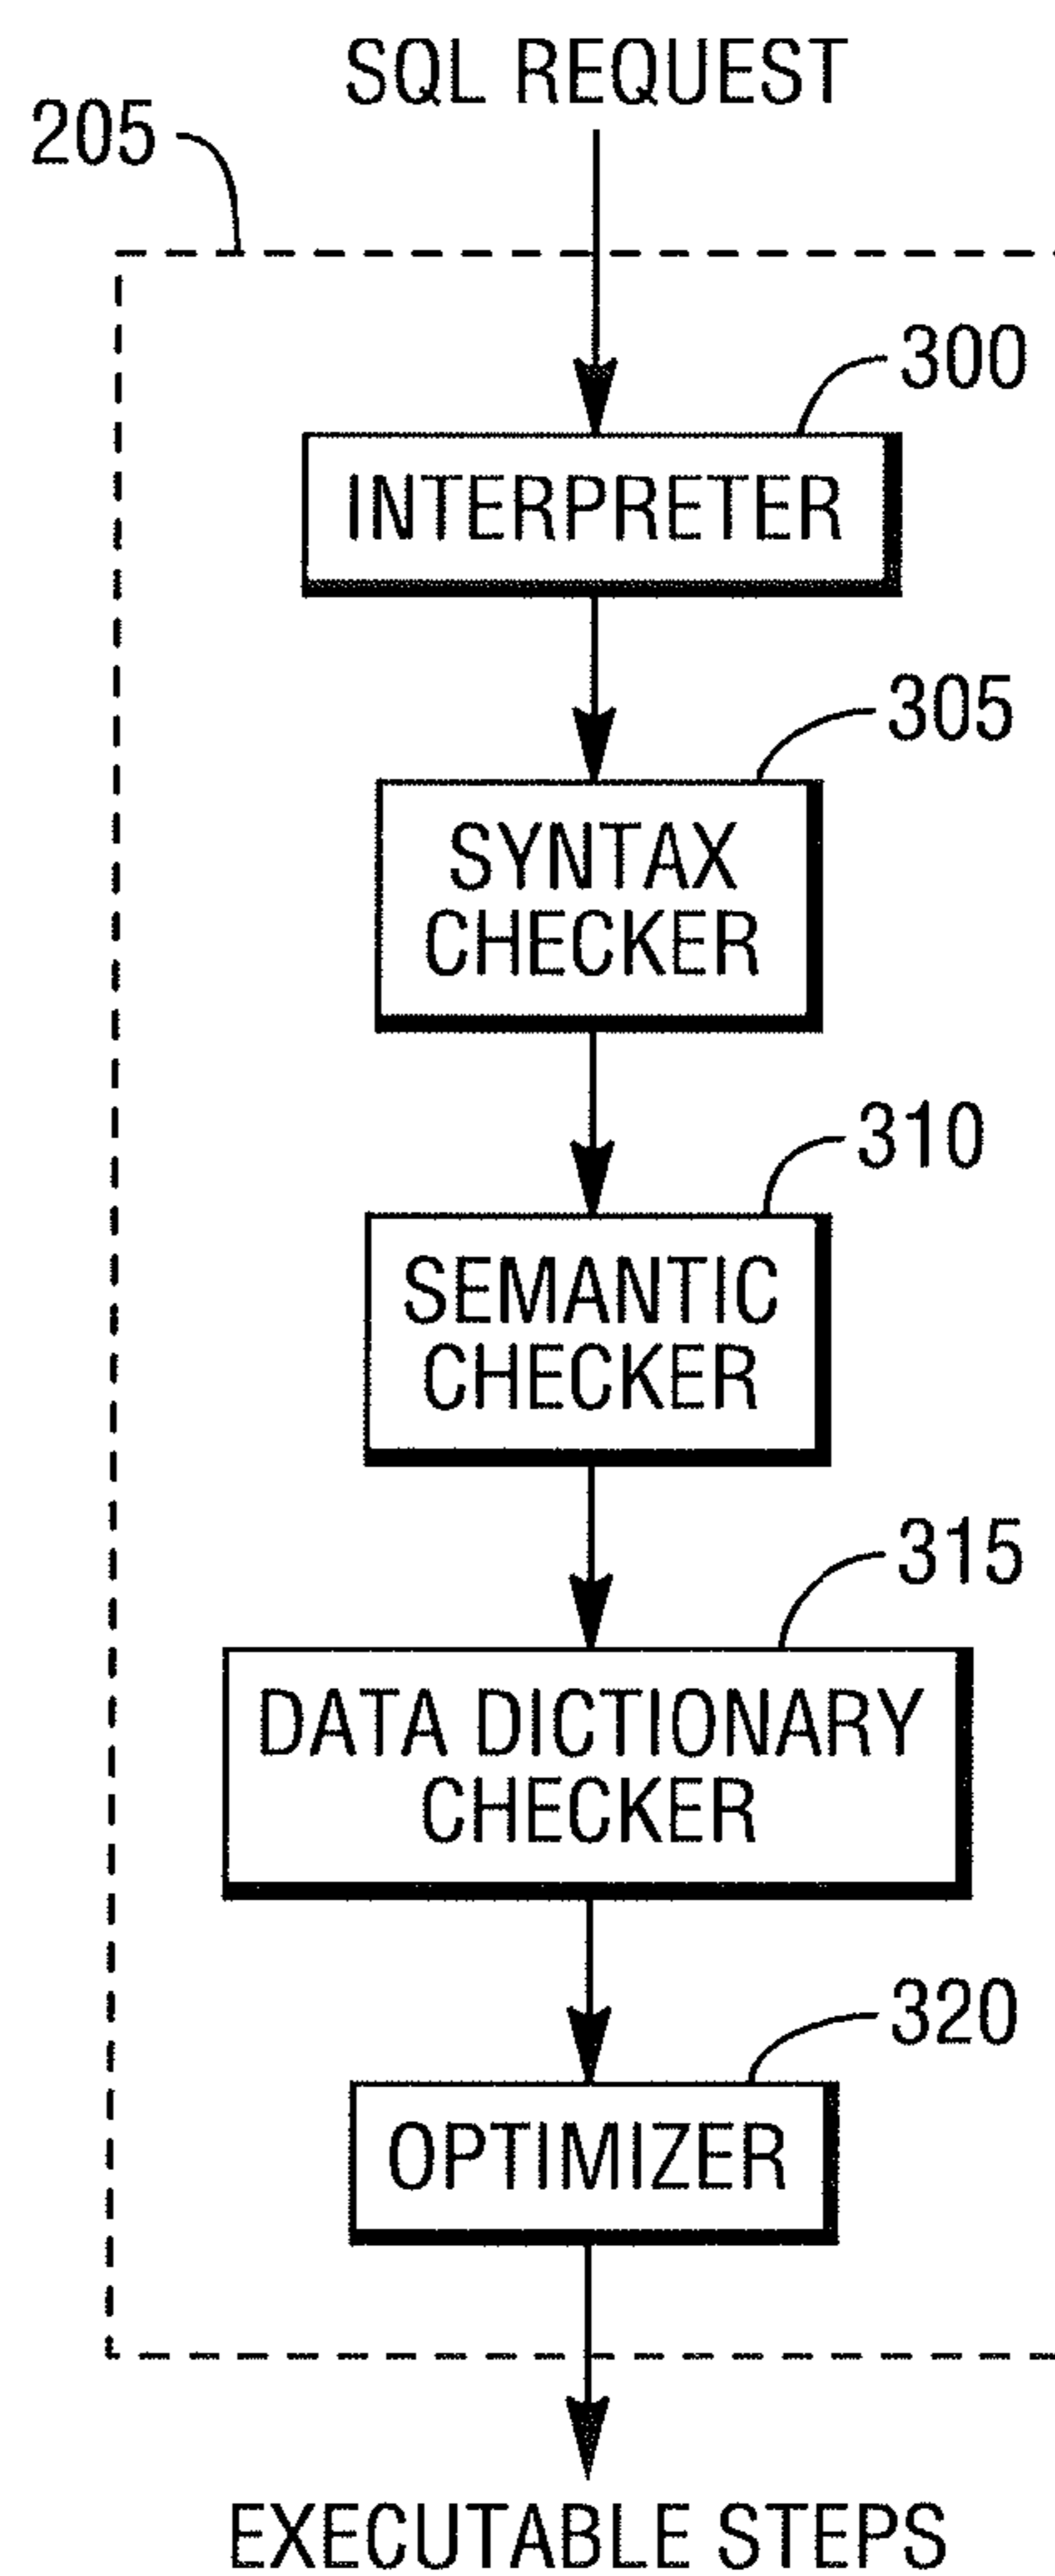 SQL REQUEST
205
300
INTERPRETER
305
SYNTAX
CHECKER
310
SEMANTIC
CHECKER
315
DATA DICTIONARY
CHECKER
320
OPTIMIZER
EXECUTABLE STEPS